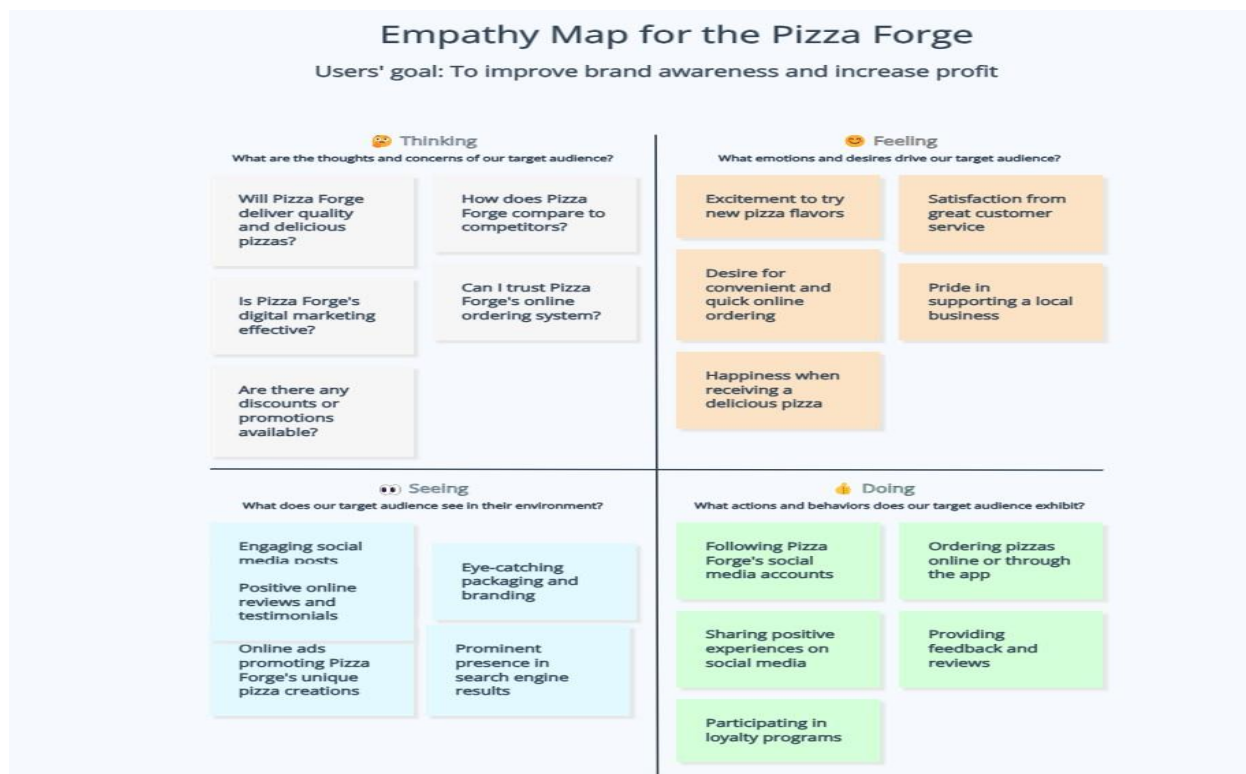 Empathy Map for the Pizza Forge
Users' goal: To improve brand awareness and increase profit
Thinking
What are the thoughts and concerns of our target audience?
Will Pizza Forge
deliver quality
and delicious
pizzas?
How does Pizza
Forge compare to
competitors?
Is Pizza Forge's
digital marketing
effective?
Can I trust Pizza
Forge's online
ordering system?
Are there any
discounts or
promotions
available?
Feeling
What emotions and desires drive our target audience?
Excitement to try
new pizza flavors
Satisfaction from
great customer
service
Desire for
convenient and
quick online
ordering
Pride in
supporting a local
business
Happiness when
receiving a
delicious pizza
Seeing
What does our target audience see in their environment?
Engaging social
media posts
Eye-catching
packaging and
branding
Positive online
reviews and
testimonials
Online ads
promoting Pizza
Forge's unique
pizza creations
Prominent
presence in
search engine
results
Doing
What actions and behaviors does our target audience exhibit?
Following Pizza
Forge's social
media accounts
Ordering pizzas
online or through
the app
Sharing positive
experiences on
social media
Providing
feedback and
reviews
Participating in
loyalty programs